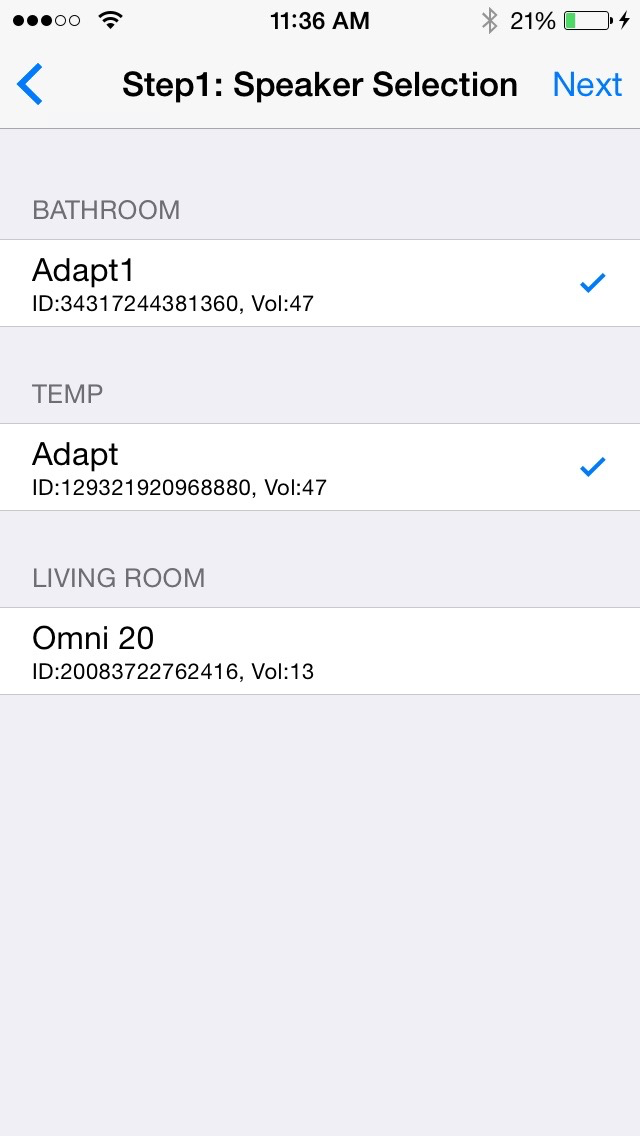 11:36 AM
21%
Step1: Speaker Selection
Next
BATHROOM
Adapt1
ID:34317244381360, Vol:47
TEMP
Adapt
ID:129321920968880, Vol:47
LIVING ROOM
Omni 20
ID:20083722762416, Vol:13